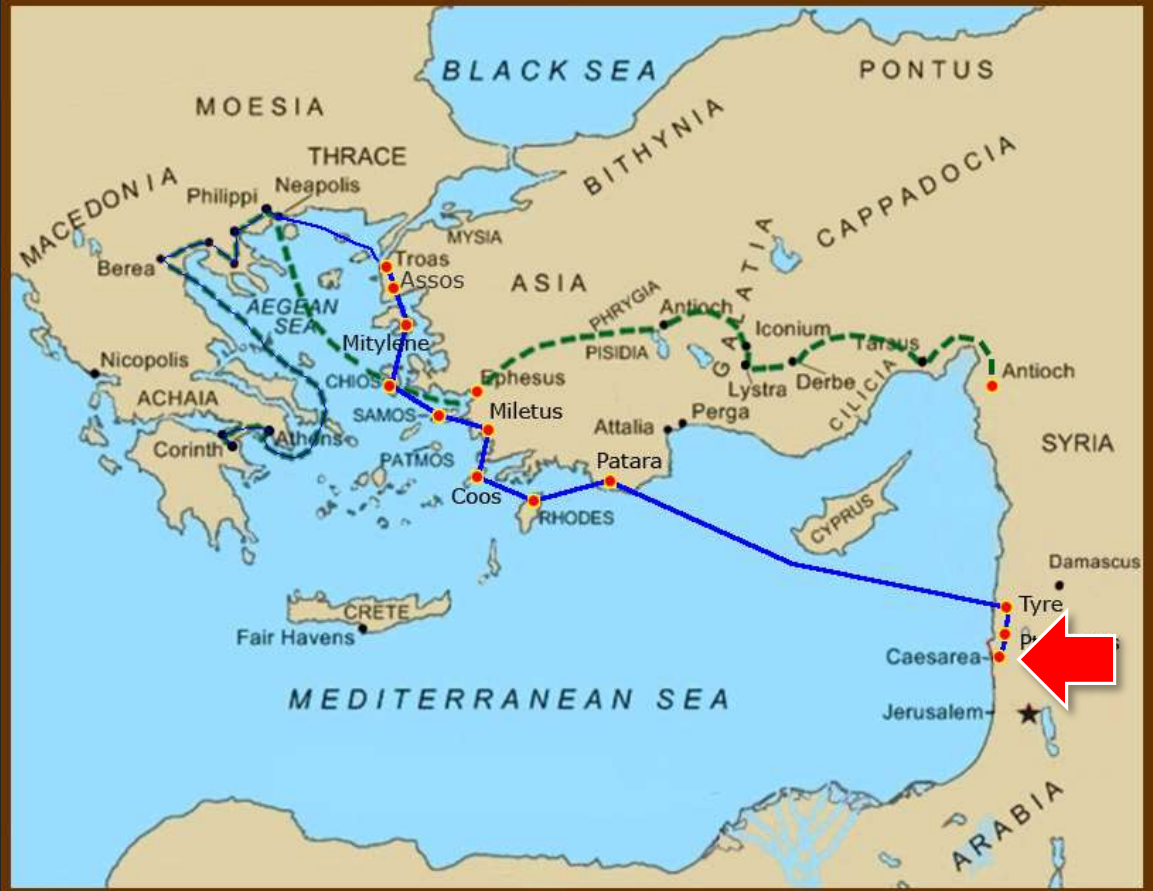 BLACK SEA
PONTUS
MOESIA
THRACE
BITHYNIA
CAPPADOCIA
MACEDONIA
Philippi
Neapolis
MYSIA
Berea
Troas
Assos
ASIA
GALATIA
AEGEAN
SEA
PHRYGIA
Antioch
Mitylene
Iconium
Tarsus
PISIDIA
Nicopolis
CHIOS
Ephesus
Lystra
Derbe
CILICIA
Antioch
ACHAIA
SAMOS
Miletus
Perga
Attalia
Athens
Corinth
SYRIA
PATMOS
Patara
Coos
RHODES
CYPRUS
Damascus
CRETE
Tyre
Fair Havens
Caesarea
MEDITERRANEAN SEA
Jerusalem
ARABIA